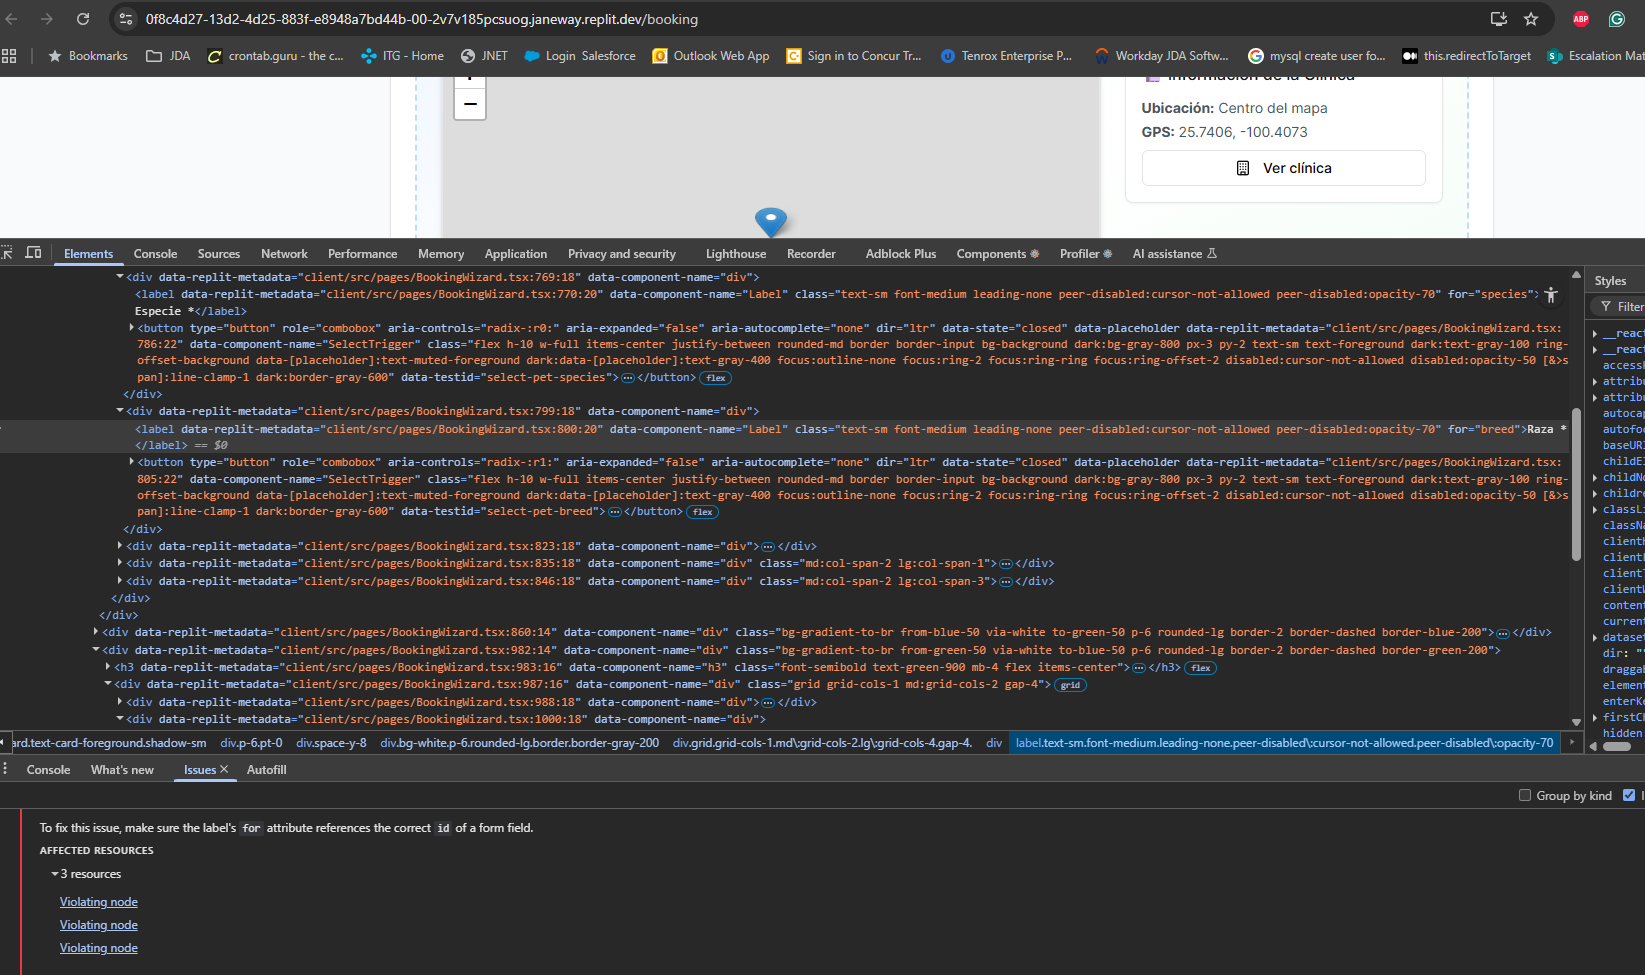 0f8c4d27-13d2-4d25-883f-e8948a7bd44b-00-2v7v185pcsuog.janeway.replit.dev/booking
ABP
Bookmarks JDA crontab.guru - the c... ITG - Home JNET Login Salesforce Outlook Web App Sign in to Concur Tr... Tenrox Enterprise P... Workday JDA Softw... mysql create user fo... this.redirectToTarget Escalation Mat
Información de la Clínica
−
Ubicación: Centro del mapa
GPS: 25.7406, -100.4073
Ver clínica
Elements Console Sources Network Performance Memory Application Privacy and security Lighthouse Recorder Adblock Plus Components Profiler AI assistance
<div data-replit-metadata="client/src/pages/BookingWizard.tsx:769:18" data-component-name="div">
<label data-replit-metadata="client/src/pages/BookingWizard.tsx:770:20" data-component-name="Label" class="text-sm font-medium leading-none peer-disabled:cursor-not-allowed peer-disabled:opacity-70" for="species">
Especie *</label>
<button type="button" role="combobox" aria-controls="radix-:r0:" aria-expanded="false" aria-autocomplete="none" dir="ltr" data-state="closed" data-placeholder data-replit-metadata="client/src/pages/BookingWizard.tsx:
786:22" data-component-name="SelectTrigger" class="flex h-10 w-full items-center justify-between rounded-md border border-input bg-background dark:bg-gray-800 px-3 py-2 text-sm text-foreground dark:text-gray-100 ring-
offset-background data-[placeholder]:text-muted-foreground dark:data-[placeholder]:text-gray-400 focus:outline-none focus:ring-2 focus:ring-ring focus:ring-offset-2 disabled:cursor-not-allowed disabled:opacity-50 [&>s
pan]:line-clamp-1 dark:border-gray-600" data-testid="select-pet-species">…</button> flex
</div>
<div data-replit-metadata="client/src/pages/BookingWizard.tsx:799:18" data-component-name="div">
<label data-replit-metadata="client/src/pages/BookingWizard.tsx:800:20" data-component-name="Label" class="text-sm font-medium leading-none peer-disabled:cursor-not-allowed peer-disabled:opacity-70" for="breed">Raza *
</label> == $0
<button type="button" role="combobox" aria-controls="radix-:r1:" aria-expanded="false" aria-autocomplete="none" dir="ltr" data-state="closed" data-placeholder data-replit-metadata="client/src/pages/BookingWizard.tsx:
805:22" data-component-name="SelectTrigger" class="flex h-10 w-full items-center justify-between rounded-md border border-input bg-background dark:bg-gray-800 px-3 py-2 text-sm text-foreground dark:text-gray-100 ring-
offset-background data-[placeholder]:text-muted-foreground dark:data-[placeholder]:text-gray-400 focus:outline-none focus:ring-2 focus:ring-ring focus:ring-offset-2 disabled:cursor-not-allowed disabled:opacity-50 [&>s
pan]:line-clamp-1 dark:border-gray-600" data-testid="select-pet-breed">…</button> flex
</div>
<div data-replit-metadata="client/src/pages/BookingWizard.tsx:823:18" data-component-name="div">…</div>
<div data-replit-metadata="client/src/pages/BookingWizard.tsx:835:18" data-component-name="div" class="md:col-span-2 lg:col-span-1">…</div>
<div data-replit-metadata="client/src/pages/BookingWizard.tsx:846:18" data-component-name="div" class="md:col-span-2 lg:col-span-3">…</div>
</div>
</div>
<div data-replit-metadata="client/src/pages/BookingWizard.tsx:860:14" data-component-name="div" class="bg-gradient-to-br from-blue-50 via-white to-green-50 p-6 rounded-lg border-2 border-dashed border-blue-200">…</div>
<div data-replit-metadata="client/src/pages/BookingWizard.tsx:982:14" data-component-name="div" class="bg-gradient-to-br from-green-50 via-white to-blue-50 p-6 rounded-lg border-2 border-dashed border-green-200">
<h3 data-replit-metadata="client/src/pages/BookingWizard.tsx:983:16" data-component-name="h3" class="font-semibold text-green-900 mb-4 flex items-center">…</h3> flex
<div data-replit-metadata="client/src/pages/BookingWizard.tsx:987:16" data-component-name="div" class="grid grid-cols-1 md:grid-cols-2 gap-4"> grid
<div data-replit-metadata="client/src/pages/BookingWizard.tsx:988:18" data-component-name="div">…</div>
<div data-replit-metadata="client/src/pages/BookingWizard.tsx:1000:18" data-component-name="div">
ard.text-card-foreground.shadow-sm div.p-6.pt-0 div.space-y-8 div.bg-white.p-6.rounded-lg.border.border-gray-200 div.grid.grid-cols-1.md\:grid-cols-2.lg\:grid-cols-4.gap-4. div label.text-sm.font-medium.leading-none.peer-disabled\:cursor-not-allowed.peer-disabled\:opacity-70
Styles
Filter
__react
__react
accessK
attribu
attribu
autocap
autofoc
baseURI
childEl
childNo
childre
classLi
classNa
clientH
clientL
clientT
clientW
content
current
dataset
dir: ""
draggab
element
enterKe
firstCh
hidden:
Console What's new Issues Autofill
Group by kind I
To fix this issue, make sure the label's for attribute references the correct id of a form field.
AFFECTED RESOURCES
3 resources
Violating node
Violating node
Violating node